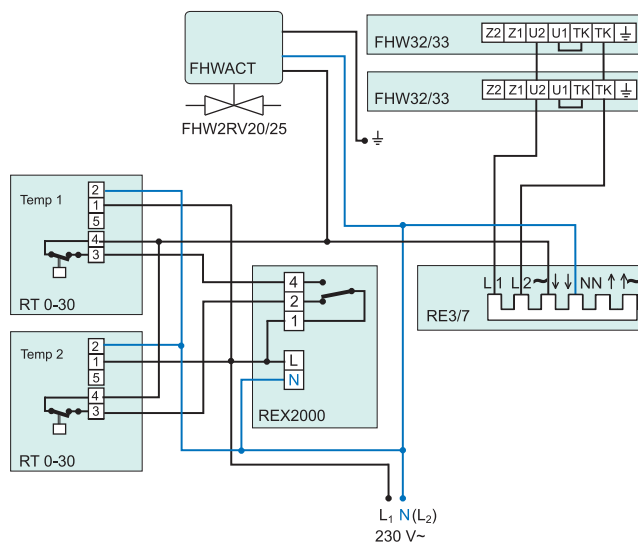 FHWACT
FHW2RV20/25
FHW32/33
Z2 Z1 U2 U1 TK TK ⏚
FHW32/33
Z2 Z1 U2 U1 TK TK ⏚
⏚
Temp 1
2
1
5
4
3
RT 0-30
Temp 2
2
1
5
4
3
RT 0-30
4
2
1
L
N
REX2000
L1 L2 ~ ↓ ↓ NN ↑ ↑ ~
RE3/7
L₁ N (L₂)
230 V~